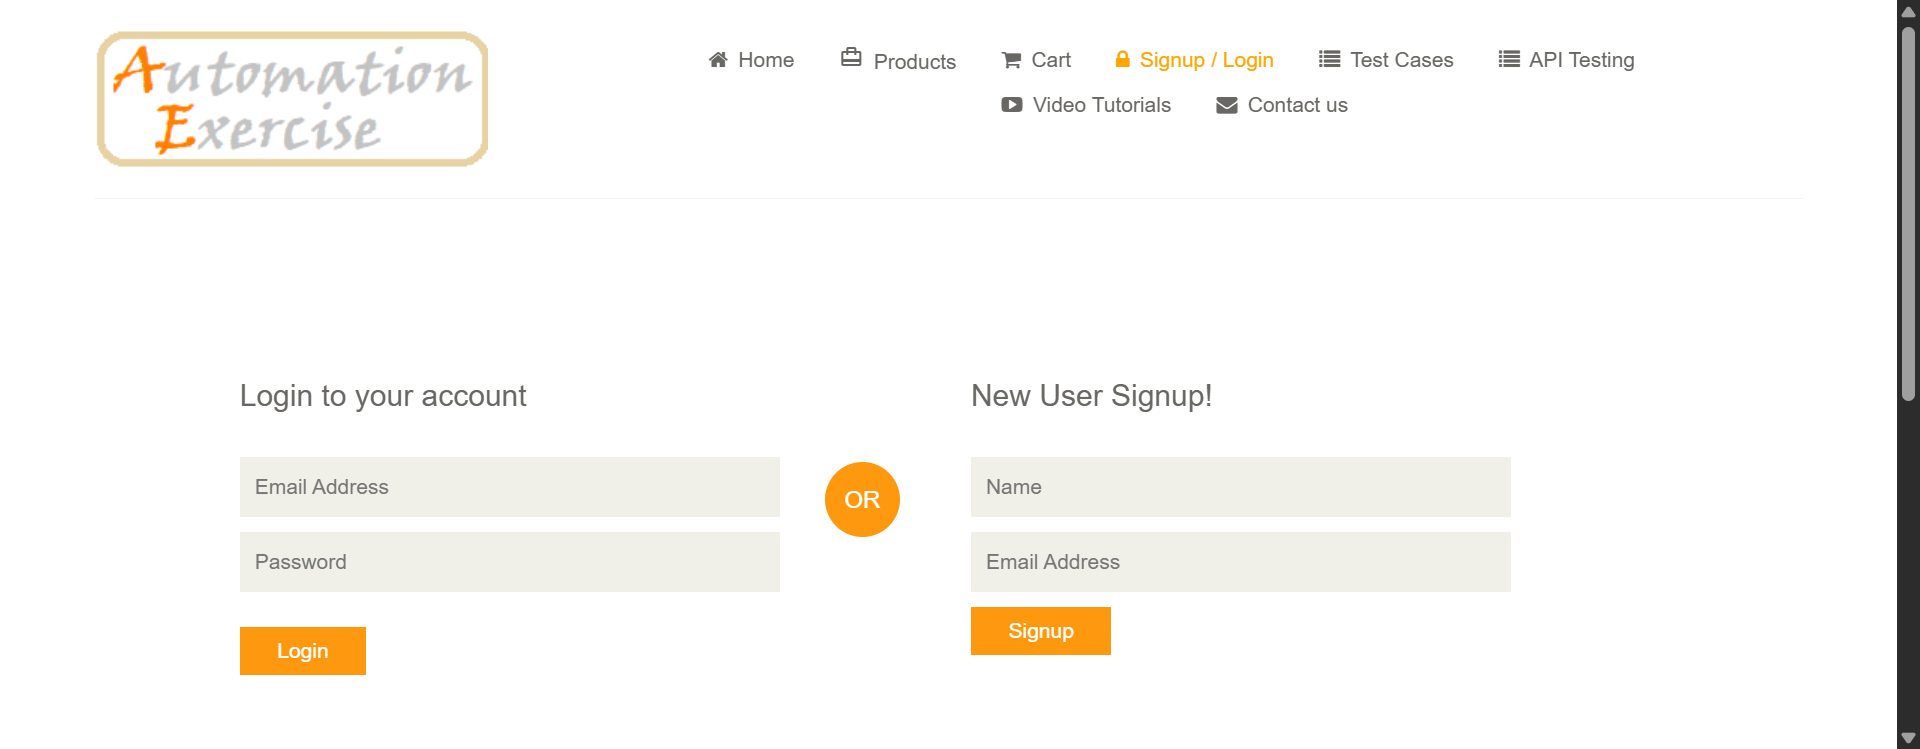 Automation
Exercise
Home Products Cart Signup / Login Test Cases API Testing
Video Tutorials Contact us
Login to your account
Email Address
Password
Login
OR
New User Signup!
Name
Email Address
Signup